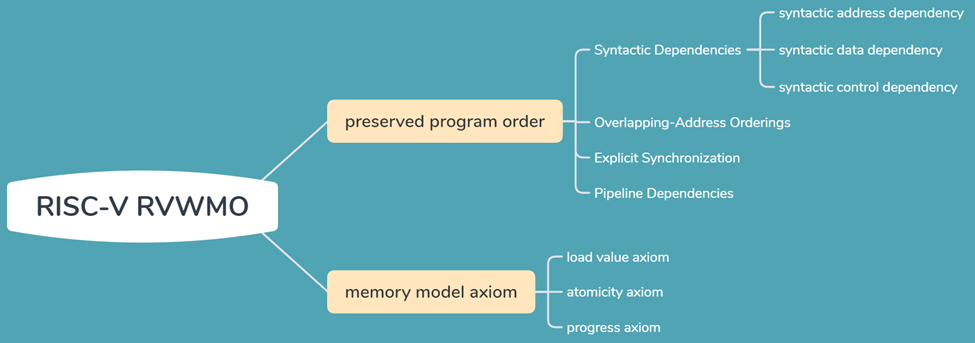 RISC-V RVWMO
preserved program order
Syntactic Dependencies
syntactic address dependency
syntactic data dependency
syntactic control dependency
Overlapping-Address Orderings
Explicit Synchronization
Pipeline Dependencies
memory model axiom
load value axiom
atomicity axiom
progress axiom